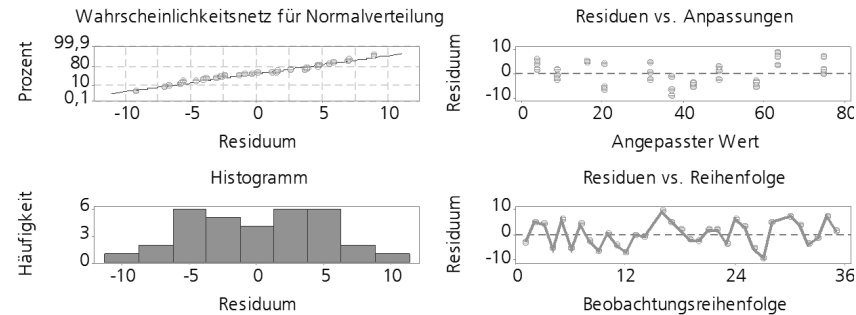 Wahrscheinlichkeitsnetz für Normalverteilung
99,9
80
10
0,1
Prozent
-10 -5 0 5 10
Residuum
Residuen vs. Anpassungen
10
0
-10
Residuum
0 20 40 60 80
Angepasster Wert
Histogramm
6
3
0
Häufigkeit
-10 -5 0 5 10
Residuum
Residuen vs. Reihenfolge
10
0
-10
Residuum
0 12 24 36
Beobachtungsreihenfolge